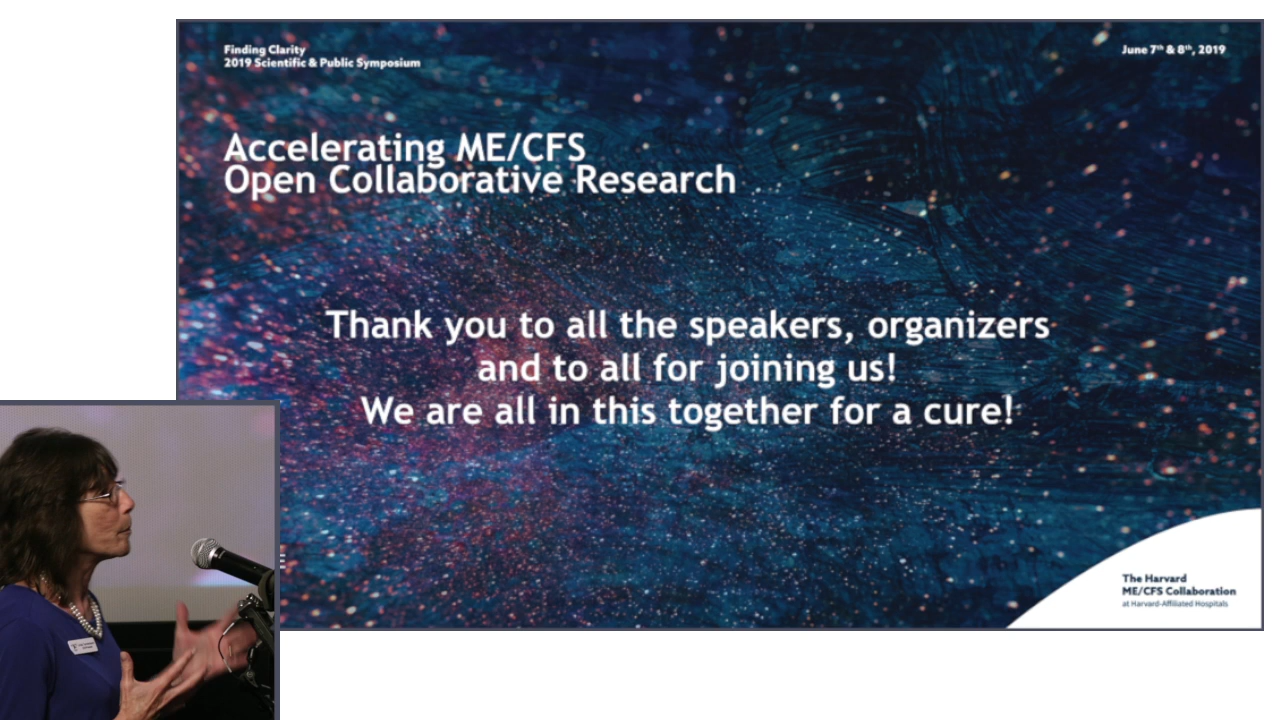 Finding Clarity
2019 Scientific & Public Symposium
June 7th & 8th, 2019
Accelerating ME/CFS
Open Collaborative Research
Thank you to all the speakers, organizers
and to all for joining us!
We are all in this together for a cure!
The Harvard
ME/CFS Collaboration
at Harvard-Affiliated Hospitals